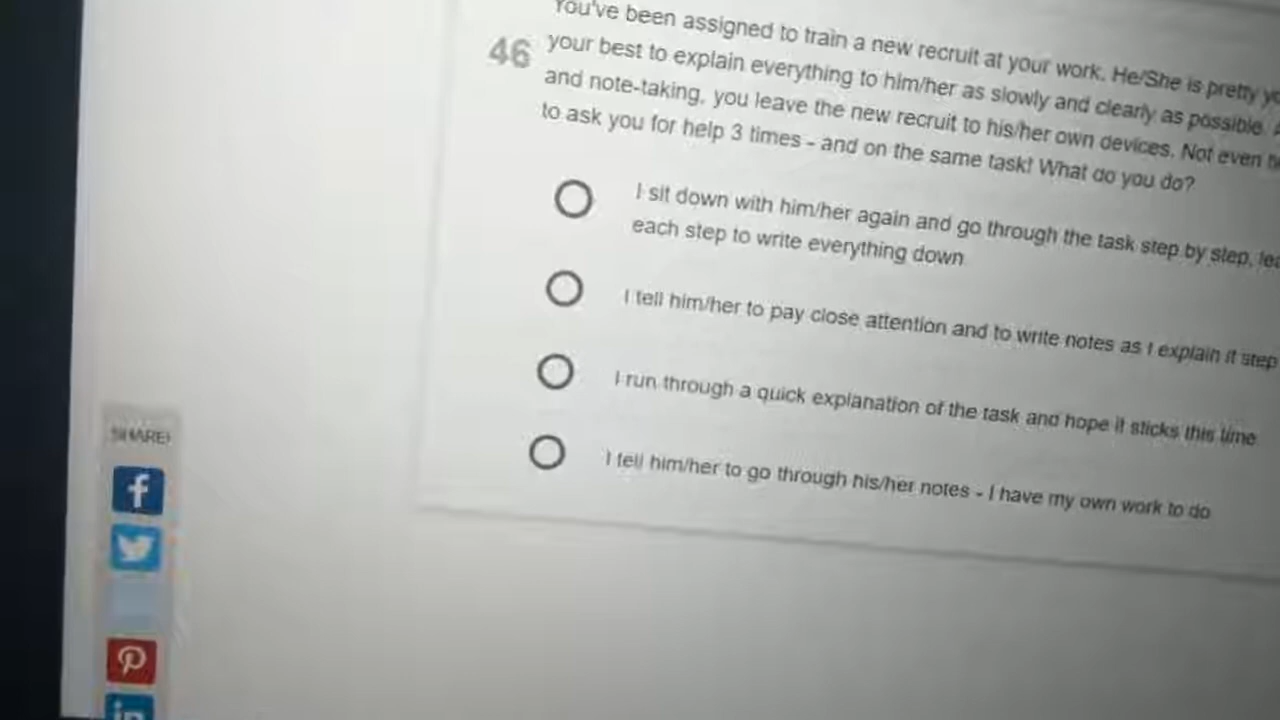 You've been assigned to train a new recruit at your work. He/She is pretty
46
your best to explain everything to him/her as slowly and clearly as possible.
and note-taking, you leave the new recruit to his/her own devices. Not even
to ask you for help 3 times - and on the same task! What do you do?
I sit down with him/her again and go through the task step by step,
each step to write everything down
I tell him/her to pay close attention and to write notes as I explain it step
I run through a quick explanation of the task and hope it sticks this time
I tell him/her to go through his/her notes - I have my own work to do
SHARE!
f
in